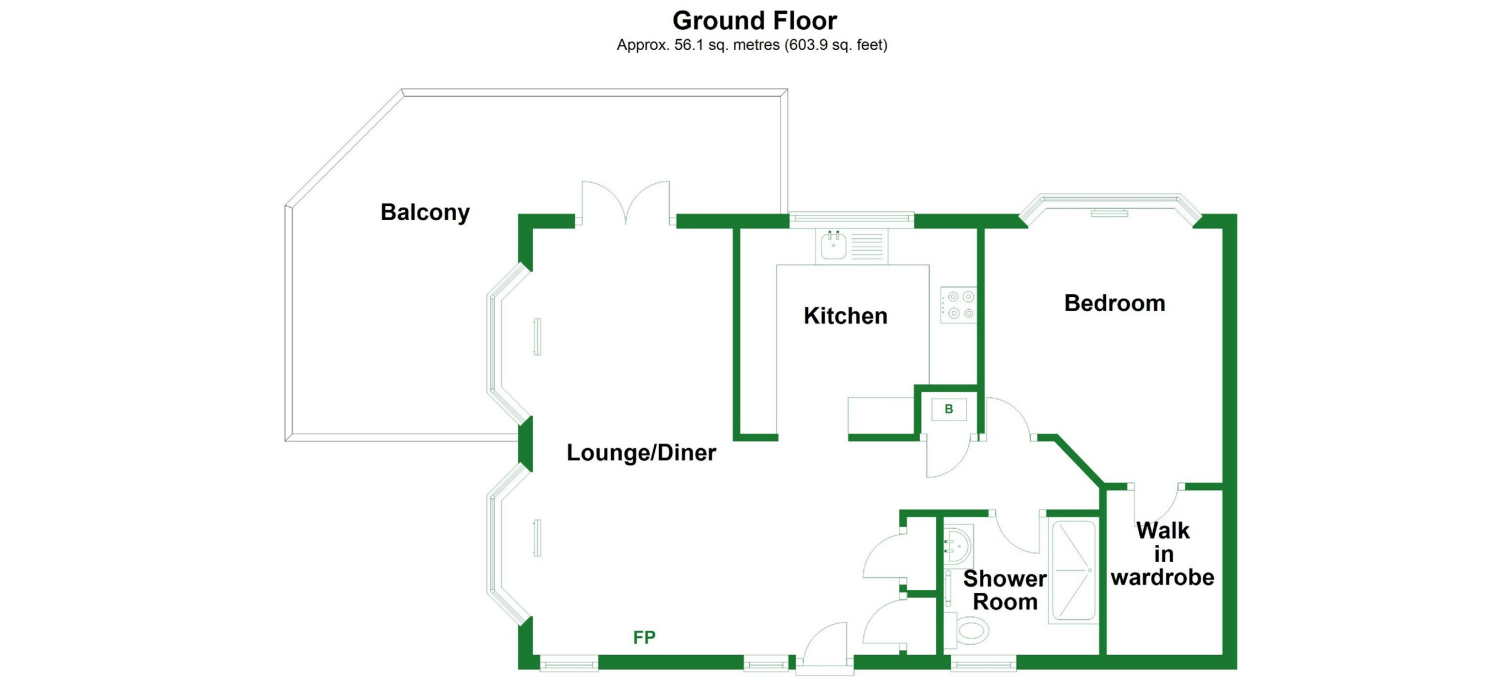 Ground Floor
Approx. 56.1 sq. metres (603.9 sq. feet)
Balcony
Kitchen
Bedroom
B
Lounge/Diner
Walk
in
wardrobe
Shower
Room
FP